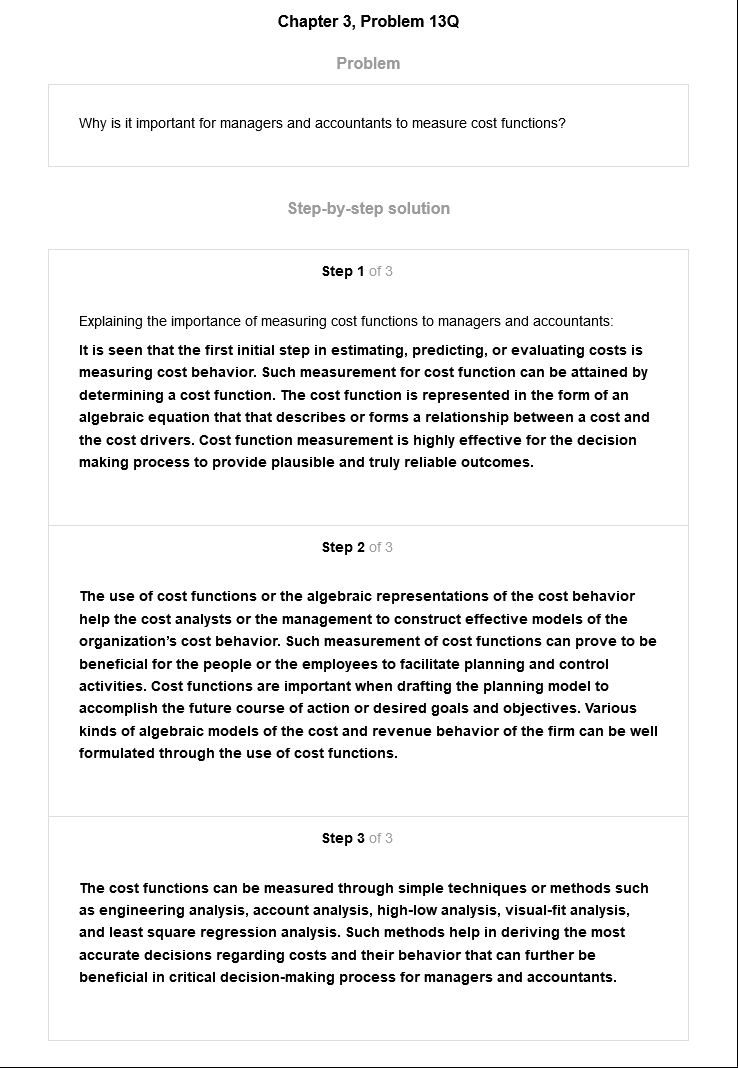 Chapter 3, Problem 13Q
Problem
Why is it important for managers and accountants to measure cost functions?
Step-by-step solution
Step 1 of 3
Explaining the importance of measuring cost functions to managers and accountants:
It is seen that the first initial step in estimating, predicting, or evaluating costs is
measuring cost behavior. Such measurement for cost function can be attained by
determining a cost function. The cost function is represented in the form of an
algebraic equation that that describes or forms a relationship between a cost and
the cost drivers. Cost function measurement is highly effective for the decision
making process to provide plausible and truly reliable outcomes.
Step 2 of 3
The use of cost functions or the algebraic representations of the cost behavior
help the cost analysts or the management to construct effective models of the
organization’s cost behavior. Such measurement of cost functions can prove to be
beneficial for the people or the employees to facilitate planning and control
activities. Cost functions are important when drafting the planning model to
accomplish the future course of action or desired goals and objectives. Various
kinds of algebraic models of the cost and revenue behavior of the firm can be well
formulated through the use of cost functions.
Step 3 of 3
The cost functions can be measured through simple techniques or methods such
as engineering analysis, account analysis, high-low analysis, visual-fit analysis,
and least square regression analysis. Such methods help in deriving the most
accurate decisions regarding costs and their behavior that can further be
beneficial in critical decision-making process for managers and accountants.